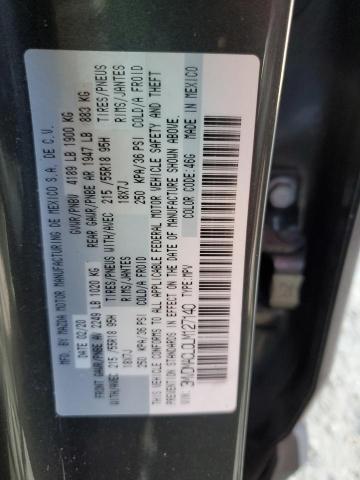 MFD. BY MAZDA MOTOR MANUFACTURING DE MEXICO S.A. DE C.V.
DATE: 02/20 GVWR/PNBV 4189 LB 1900 KG
FRONT GAWR/PNBE AV 2249 LB 1020 KG REAR GAWR/PNBE AR 1947 LB 883 KG
WITH/AVEC 215/55R18 95H TIRES/PNEUS WITH/AVEC 215/55R18 95H TIRES/PNEUS
18X7J RIMS/JANTES 18X7J RIMS/JANTES
250 KPA/36 PSI COLD/A FROID 250 KPA/36 PSI COLD/A FROID
THIS VEHICLE CONFORMS TO ALL APPLICABLE FEDERAL MOTOR VEHICLE SAFETY AND THEFT
PREVENTION STANDARDS IN EFFECT ON THE DATE OF MANUFACTURE SHOWN ABOVE.
TYPE:MPV COLOR CODE:46G MADE IN MEXICO